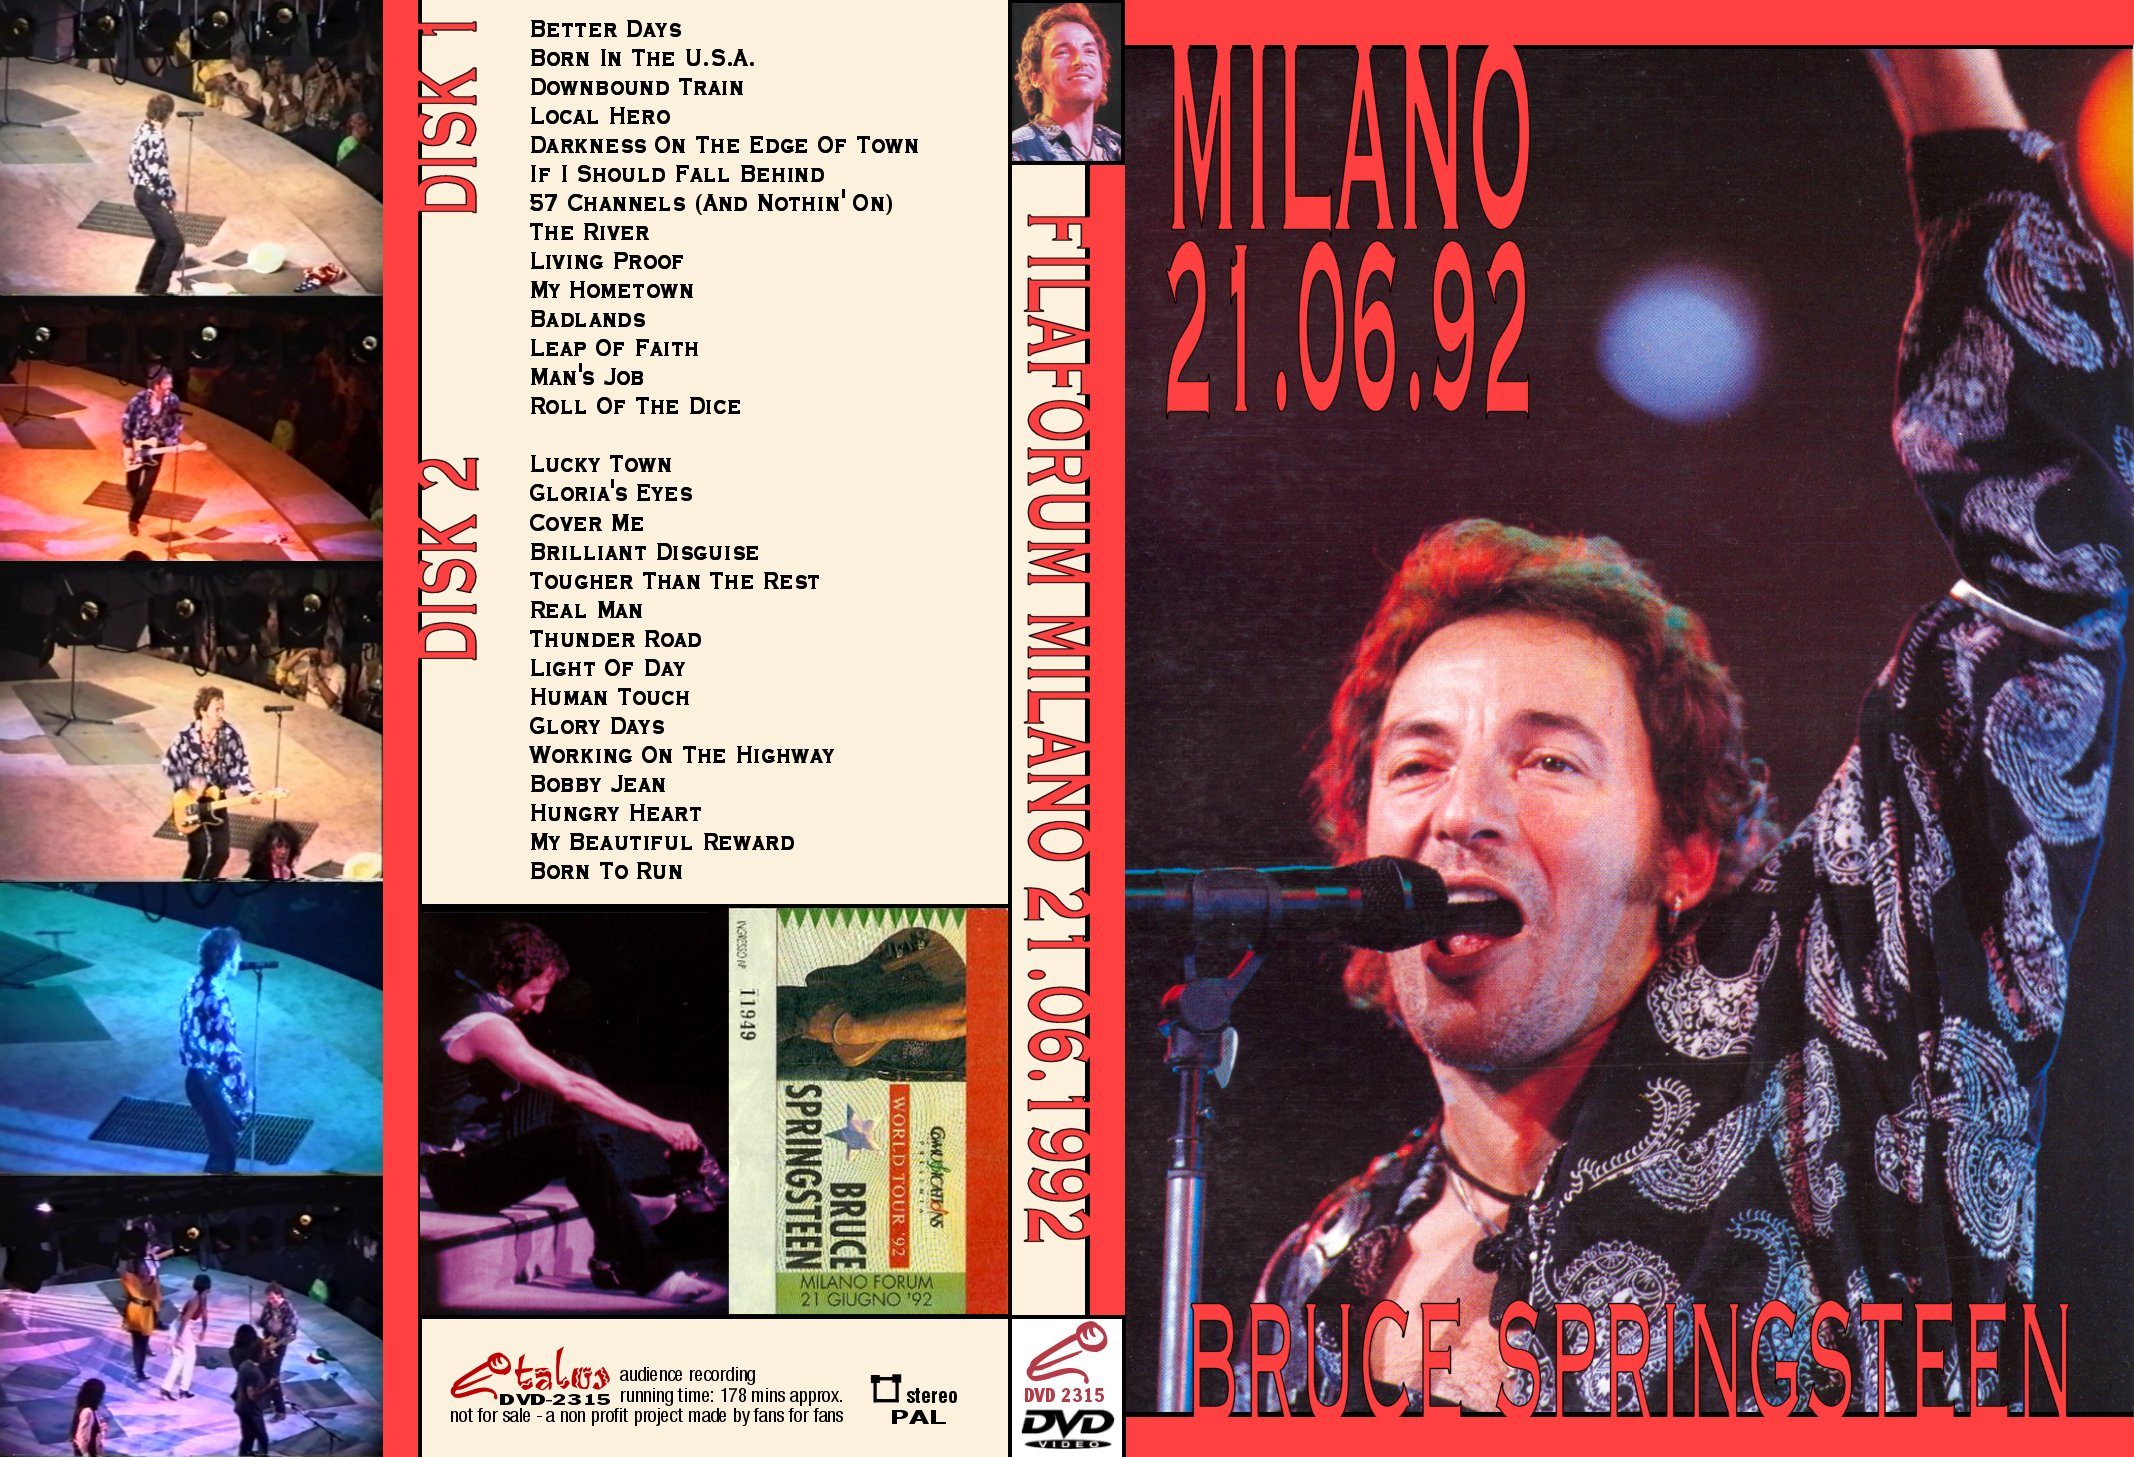 DISK 1
Better Days
Born In The U.S.A.
Downbound Train
Local Hero
Darkness On The Edge Of Town
If I Should Fall Behind
57 Channels (And Nothin' On)
The River
Living Proof
My Hometown
Badlands
Leap Of Faith
Man's Job
Roll Of The Dice
DISK 2
Lucky Town
Gloria's Eyes
Cover Me
Brilliant Disguise
Tougher Than The Rest
Real Man
Thunder Road
Light Of Day
Human Touch
Glory Days
Working On The Highway
Bobby Jean
Hungry Heart
My Beautiful Reward
Born To Run
INGRESSO N°
11949
COMUNICATIONS
PRESENTA
WORLD TOUR '92
BRUCE
SPRINGSTEEN
MILANO FORUM
21 GIUGNO '92
talus
DVD-2315
audience recording
running time: 178 mins approx.
not for sale - a non profit project made by fans for fans
stereo
PAL
FILAFORUM MILANO 21.06.1992
DVD 2315
DVD
VIDEO
MILANO
21.06.92
BRUCE SPRINGSTEEN